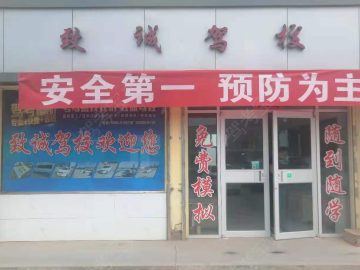 致诚驾校
安全第一 预防为主
致诚驾校欢迎您
免费模拟
随到随学